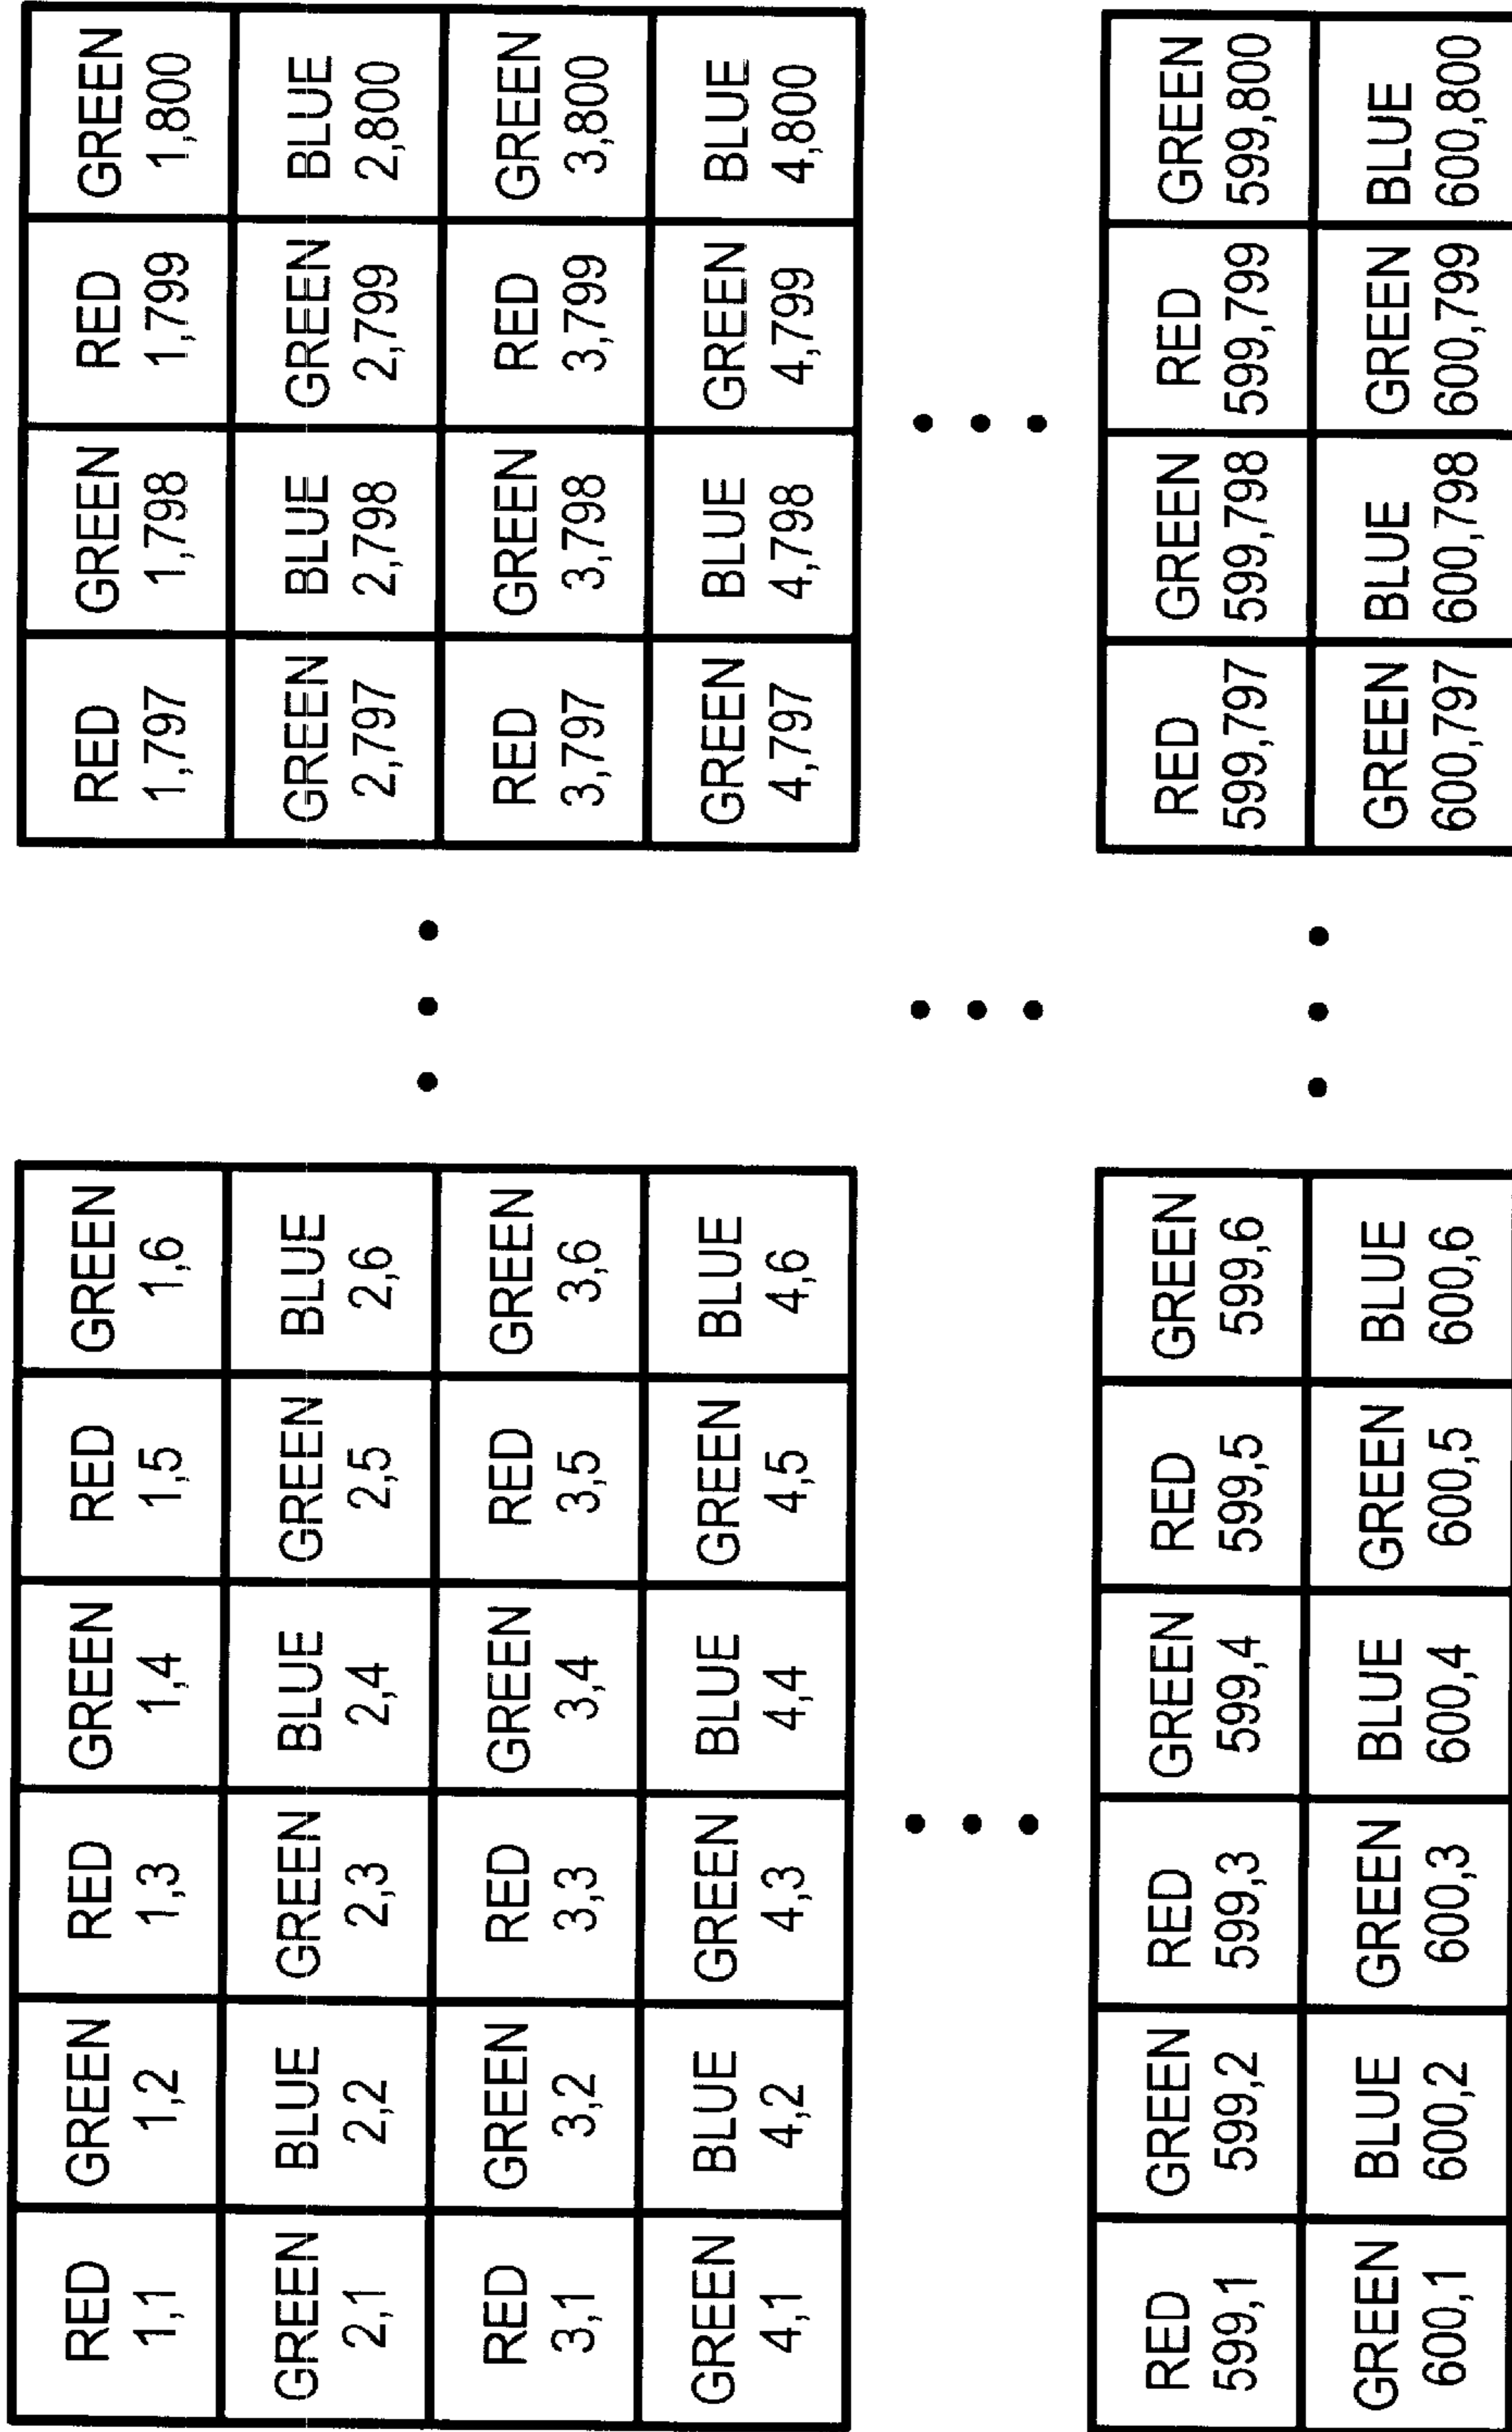 RED GREEN RED GREEN RED GREEN RED GREEN RED GREEN
1,1 1,2 1,3 1,4 1,5 1,6 1,797 1,798 1,799 1,800
GREEN BLUE GREEN BLUE GREEN BLUE GREEN BLUE GREEN BLUE
2,1 2,2 2,3 2,4 2,5 2,6 2,797 2,798 2,799 2,800
RED GREEN RED GREEN RED GREEN RED GREEN RED GREEN
3,1 3,2 3,3 3,4 3,5 3,6 3,797 3,798 3,799 3,800
GREEN BLUE GREEN BLUE GREEN BLUE GREEN BLUE GREEN BLUE
4,1 4,2 4,3 4,4 4,5 4,6 4,797 4,798 4,799 4,800
RED GREEN RED GREEN RED GREEN RED GREEN RED GREEN
599,1 599,2 599,3 599,4 599,5 599,6 599,797 599,798 599,799 599,800
GREEN BLUE GREEN BLUE GREEN BLUE GREEN BLUE GREEN BLUE
600,1 600,2 600,3 600,4 600,5 600,6 600,797 600,798 600,799 600,800